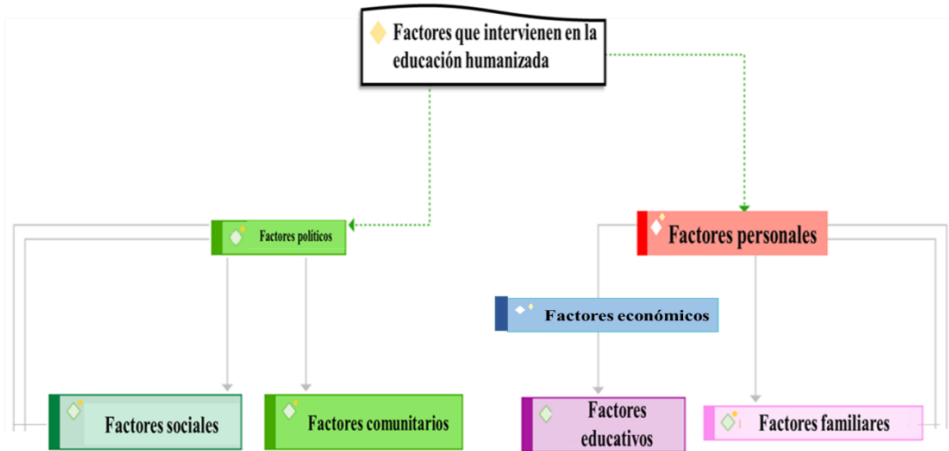 Factores que intervienen en la
educación humanizada
Factores políticos
Factores personales
Factores económicos
Factores sociales
Factores comunitarios
Factores
educativos
Factores familiares